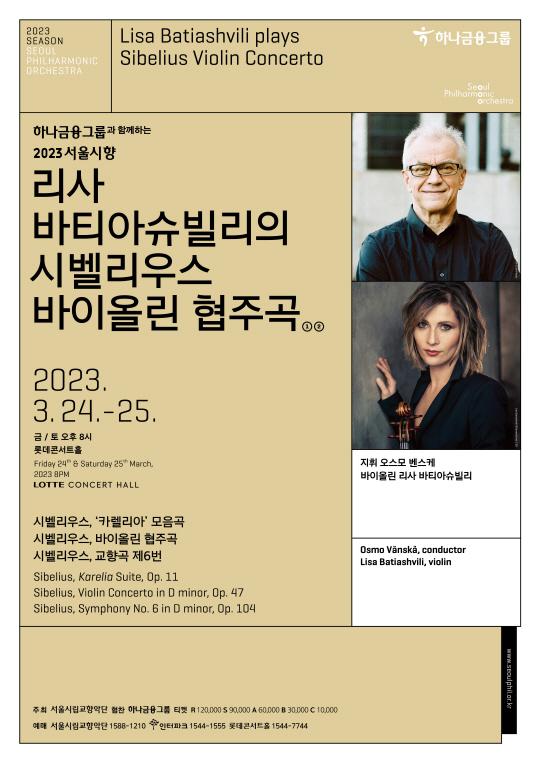 2023
SEASON
SEOUL
PHILHARMONIC
ORCHESTRA
Lisa Batiashvili plays
Sibelius Violin Concerto
하나금융그룹
Seoul
Philharmonic
orchestra
하나금융그룹과 함께하는
2023 서울시향
리사
바티아슈빌리의
시벨리우스
바이올린 협주곡 ① ②
2023.
3. 24.-25.
금 / 토 오후 8시
롯데콘서트홀
Friday 24th & Saturday 25th March,
2023 8PM
LOTTE CONCERT HALL
시벨리우스, ‘카렐리아’ 모음곡
시벨리우스, 바이올린 협주곡
시벨리우스, 교향곡 제6번
Sibelius, Karelia Suite, Op. 11
Sibelius, Violin Concerto in D minor, Op. 47
Sibelius, Symphony No. 6 in D minor, Op. 104
지휘 오스모 벤스케
바이올린 리사 바티아슈빌리
Osmo Vänskä, conductor
Lisa Batiashvili, violin
www.seoulphil.or.kr
주최 서울시립교향악단 협찬 하나금융그룹 티켓 R 120,000 S 90,000 A 60,000 B 30,000 C 10,000
예매 서울시립교향악단 1588-1210 인터파크 1544-1555 롯데콘서트홀 1544-7744